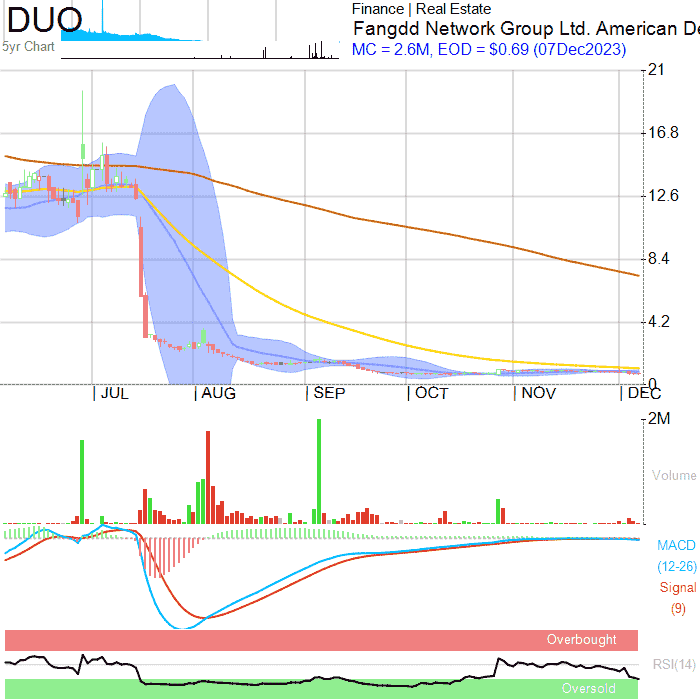 DUO
5yr Chart
Finance | Real Estate
Fangdd Network Group Ltd. American De
MC = 2.6M, EOD = $0.69 (07Dec2023)
21
16.8
12.6
8.4
4.2
0
JUL AUG SEP OCT NOV DEC
2M
Volume
MACD
(12-26)
Signal
(9)
Overbought
RSI(14)
Oversold